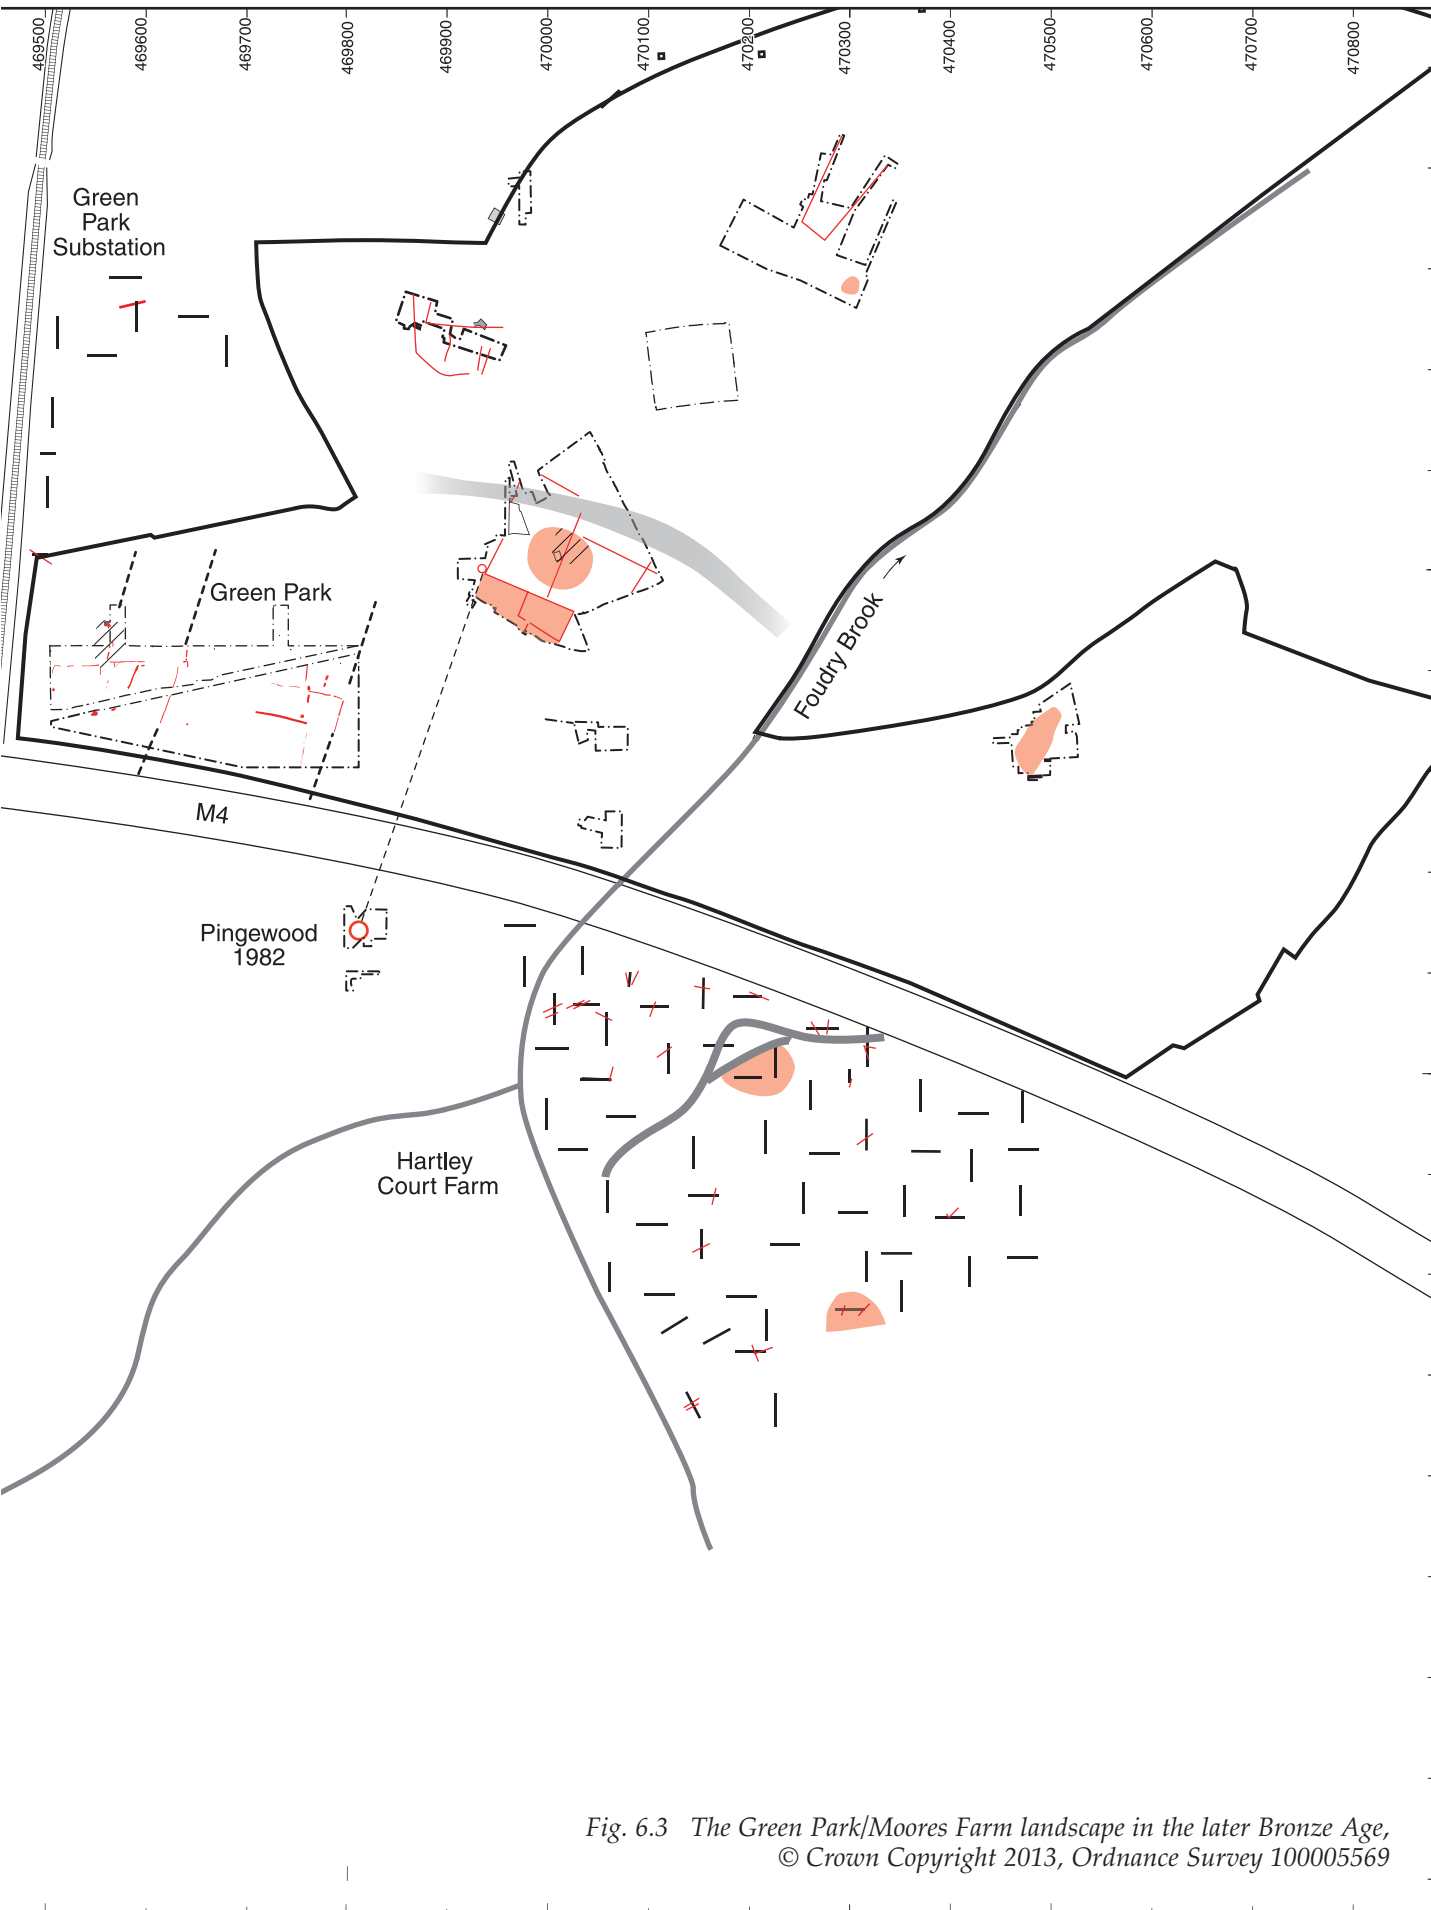 469500
469600
469700
469800
469900
470000
470100
470200
470300
470400
470500
470600
470700
470800
Green
Park
Substation
Green Park
Foudry Brook
M4
Pingewood
1982
Hartley
Court Farm
Fig. 6.3 The Green Park/Moores Farm landscape in the later Bronze Age,
© Crown Copyright 2013, Ordnance Survey 100005569